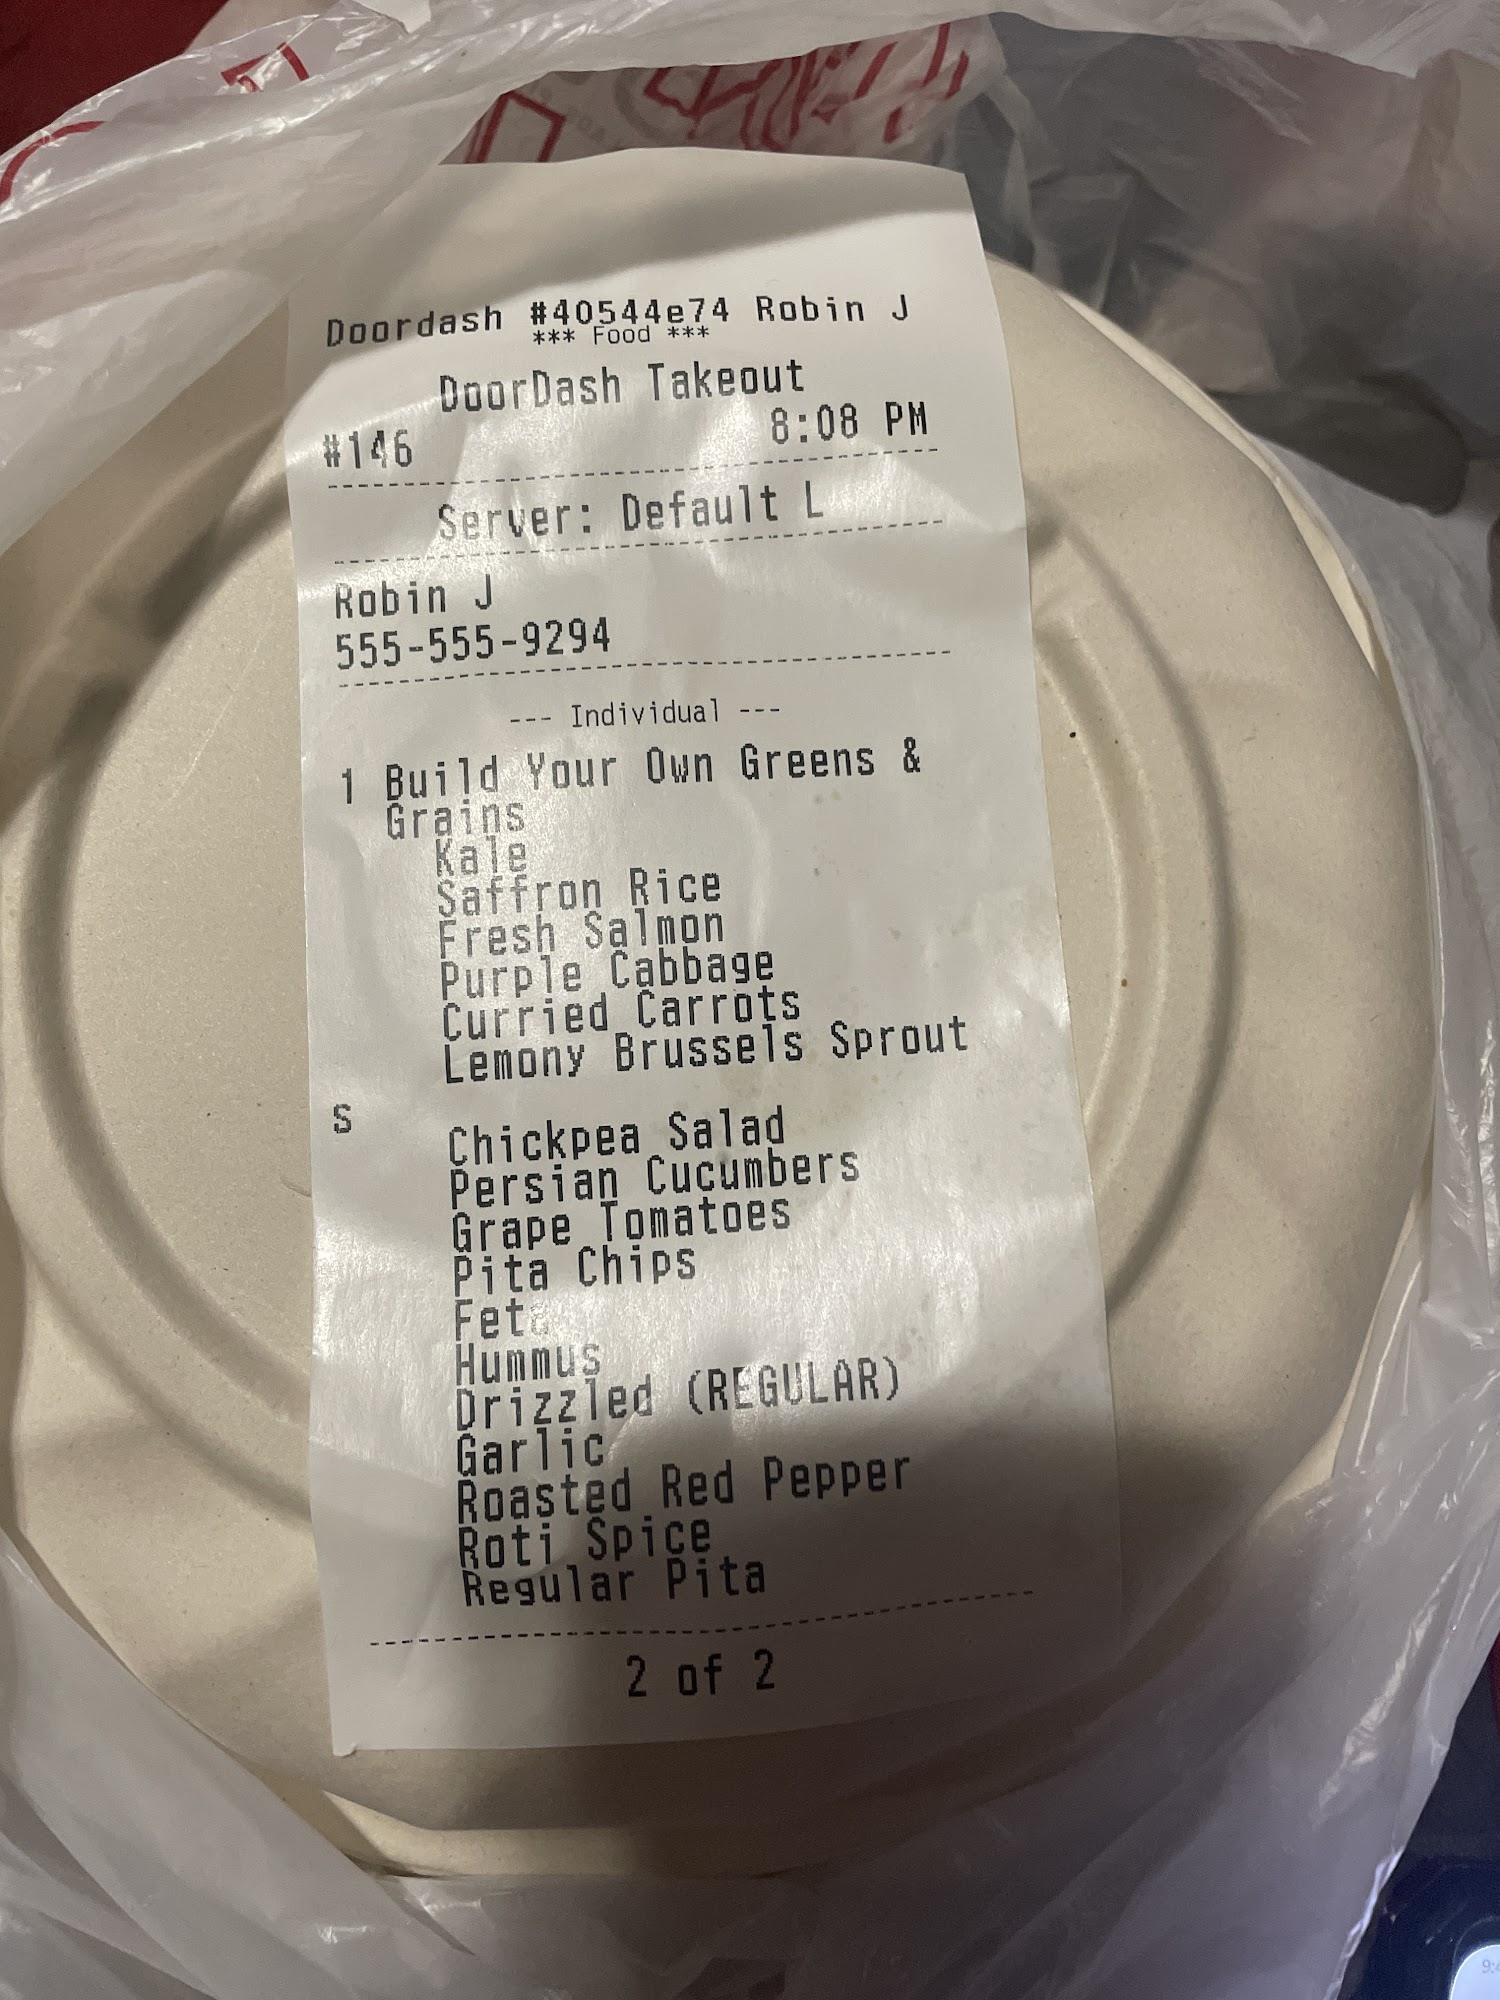 Doordash #40544e74 Robin J
*** Food ***
DoorDash Takeout
#146 8:08 PM
Server: Default L
Robin J
555-555-9294
--- Individual ---
1 Build Your Own Greens &
Grains
Kale
Saffron Rice
Fresh Salmon
Purple Cabbage
Curried Carrots
Lemony Brussels Sprout
S
Chickpea Salad
Persian Cucumbers
Grape Tomatoes
Pita Chips
Feta
Hummus
Drizzled (REGULAR)
Garlic
Roasted Red Pepper
Roti Spice
Regular Pita
2 of 2